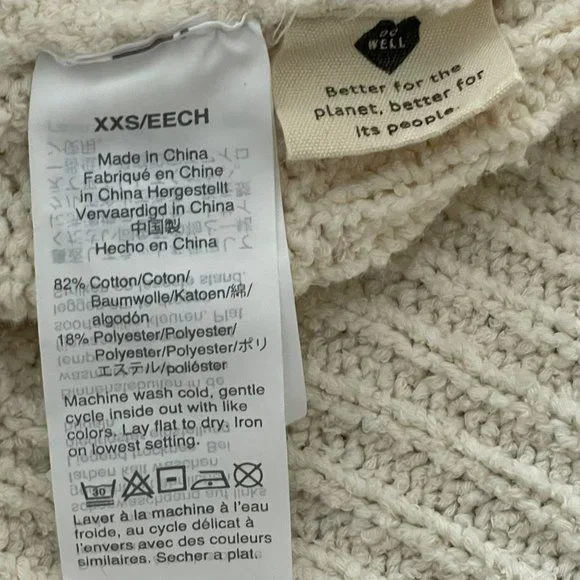 XXS/EECH
Made in China
Fabriqué en Chine
in China Hergestellt
Vervaardigd in China
中国製
Hecho en China
82% Cotton/Coton/
Baumwolle/Katoen/綿/
algodón
18% Polyester/Polyester/
Polyester/Polyester/ポリ
エステル/poliéster
Machine wash cold, gentle
cycle inside out with like
colors. Lay flat to dry. Iron
on lowest setting.
30
Laver à la machine à l'eau
froide, au cycle délicat à
l'envers avec des couleurs
similaires. Secher a plat.
DO
WELL
Better for the
planet, better for
its people.